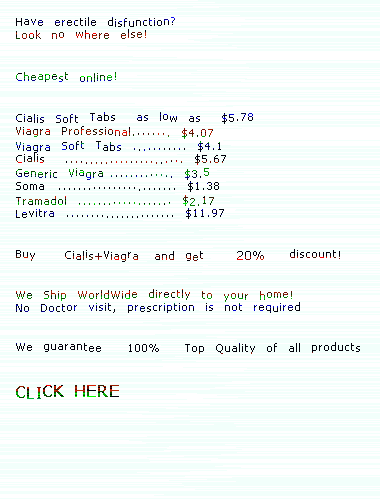 Have erectile disfunction?
Look no where else!
Cheapest online!
Cialis Soft Tabs as low as $5.78
Viagra Professional....... $4.07
Viagra Soft Tabs ........... $4.1
Cialis ........................ $5.67
Generic Viagra ............. $3.5
Soma ........................ $1.38
Tramadol ................... $2.17
Levitra ...................... $11.97
Buy Cialis+Viagra and get 20% discount!
We Ship WorldWide directly to your home!
No Doctor visit, prescription is not required
We guarantee 100% Top Quality of all products
CLICK HERE